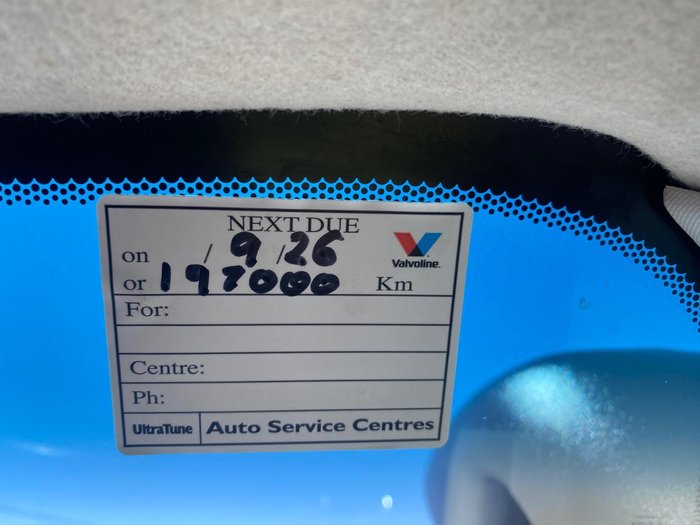 NEXT DUE
on / 9 / 26
or 197000 Km
Valvoline.
For:
Centre:
Ph:
UltraTune Auto Service Centres